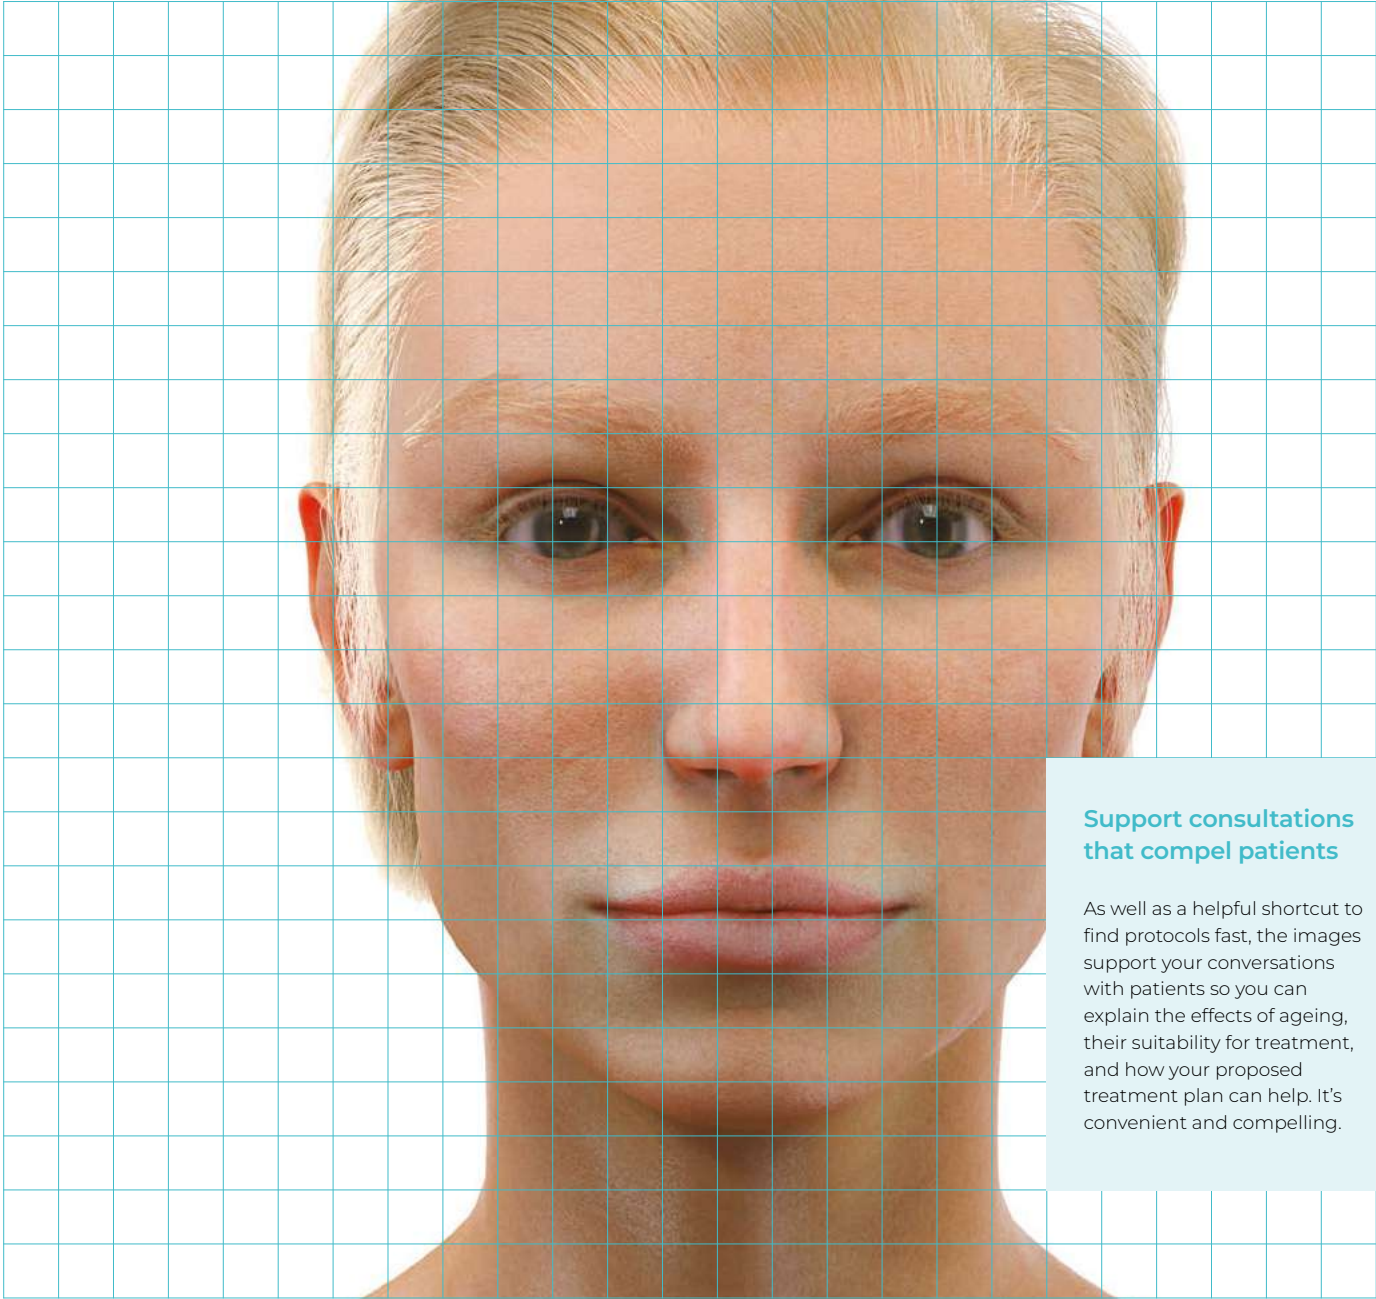 Support consultations
that compel patients
As well as a helpful shortcut to
find protocols fast, the images
support your conversations
with patients so you can
explain the effects of ageing,
their suitability for treatment,
and how your proposed
treatment plan can help. It’s
convenient and compelling.